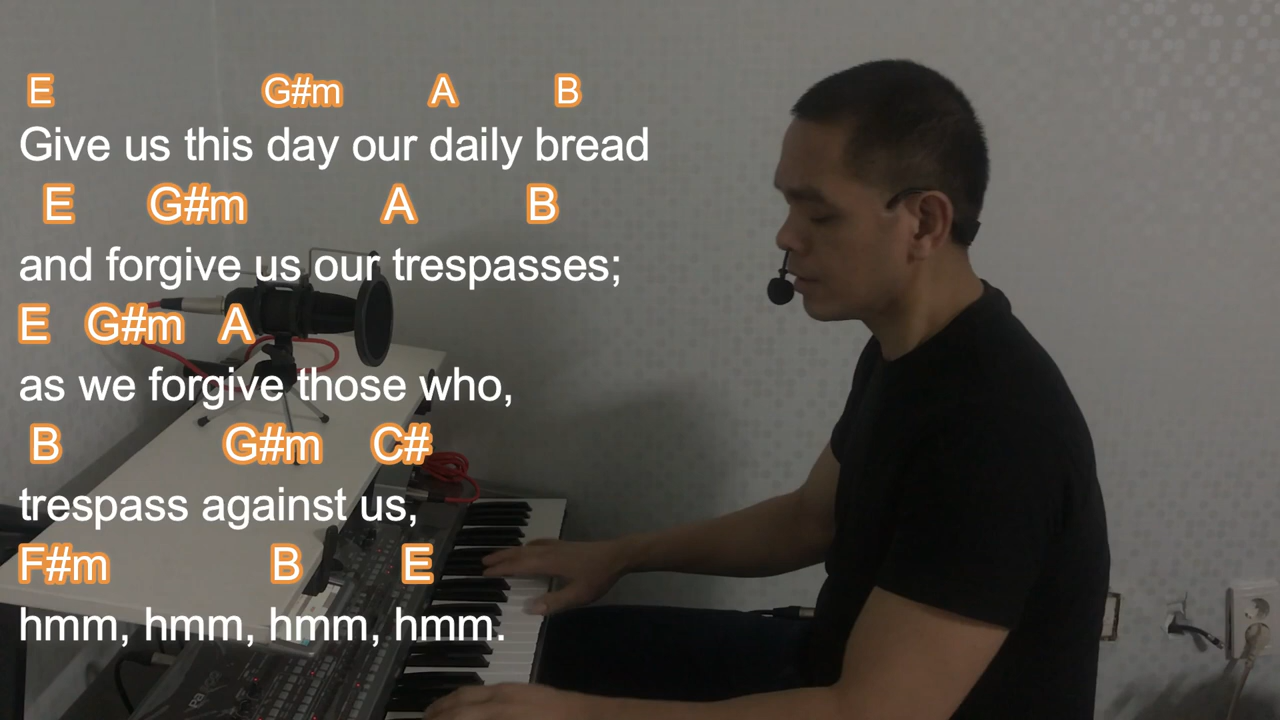 E G#m A B
Give us this day our daily bread
E G#m A B
and forgive us our trespasses;
E G#m A
as we forgive those who,
B G#m C#
trespass against us,
F#m B E
hmm, hmm, hmm, hmm.